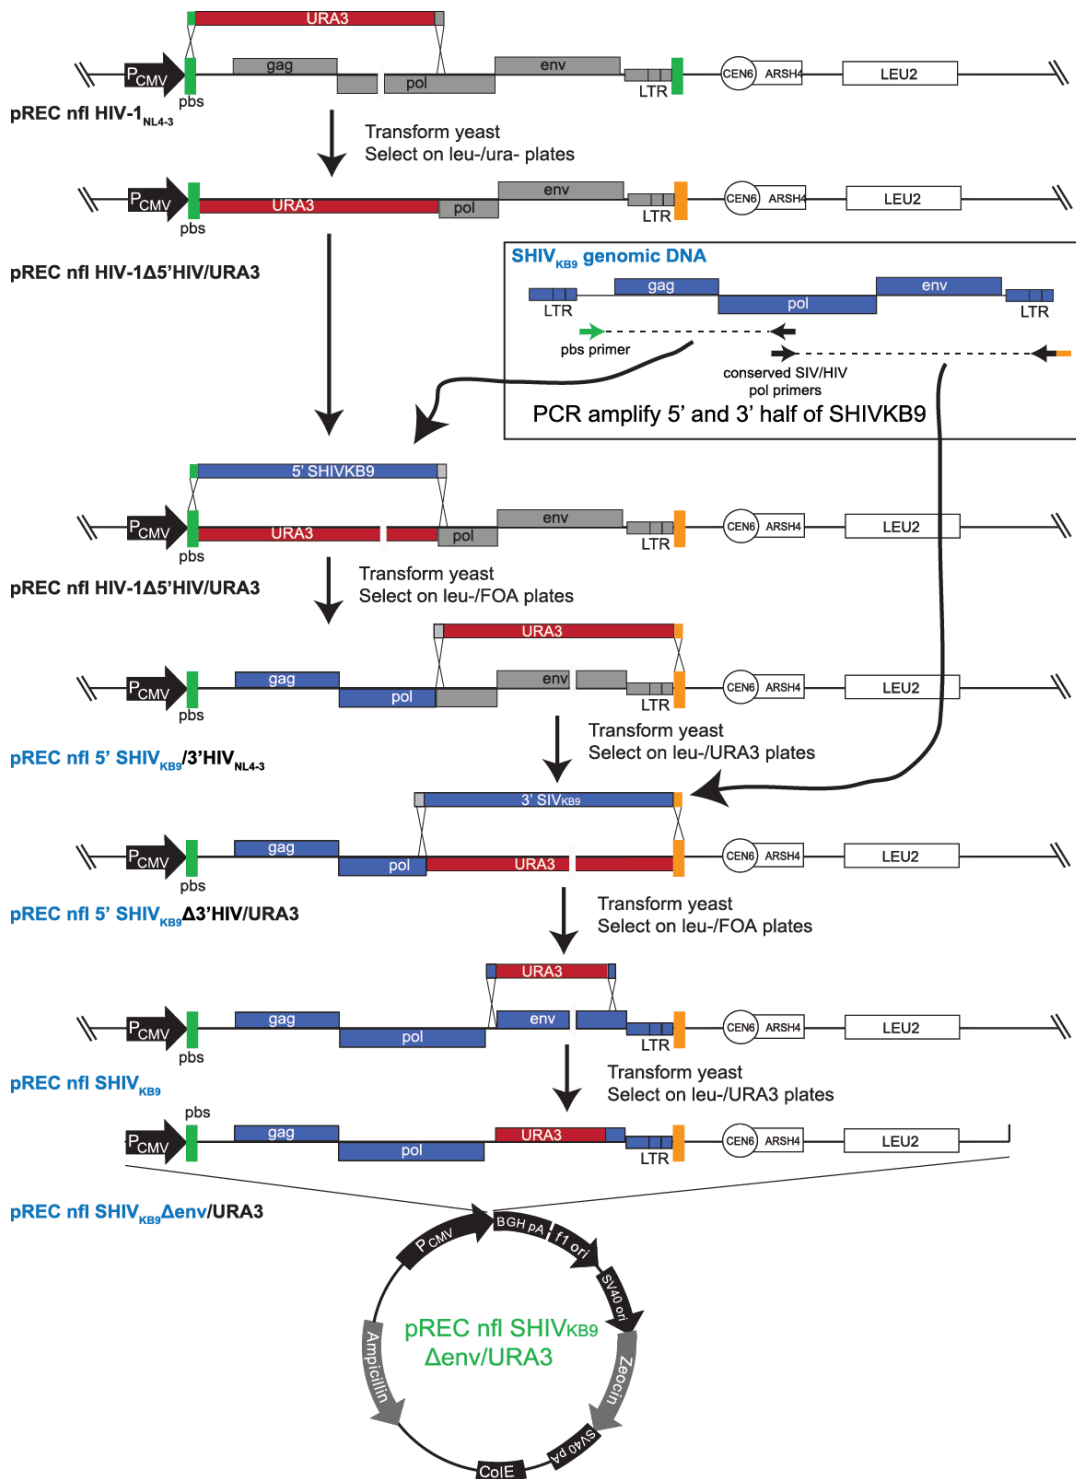 URA3
gag
env
PCMV
pol
CEN6
ARSH4
LEU2
pbs
LTR
pREC nfl HIV-1NL4-3
Transform yeast
Select on leu-/ura- plates
env
PCMV
URA3
pol
CEN6
ARSH4
LEU2
pbs
LTR
pREC nfl HIV-1Δ5'HIV/URA3
SHIVKB9 genomic DNA
gag
env
pol
LTR
LTR
pbs primer
conserved SIV/HIV
pol primers
PCR amplify 5' and 3' half of SHIVKB9
5' SHIVKB9
env
PCMV
URA3
pol
CEN6
ARSH4
LEU2
pbs
LTR
pREC nfl HIV-1Δ5'HIV/URA3
Transform yeast
Select on leu-/FOA plates
URA3
gag
env
PCMV
pol
CEN6
ARSH4
LEU2
pbs
LTR
Transform yeast
Select on leu-/URA3 plates
pREC nfl 5' SHIVKB9/3'HIVNL4-3
3' SIVKB9
gag
PCMV
pol
URA3
CEN6
ARSH4
LEU2
pbs
pREC nfl 5' SHIVKB9Δ3'HIV/URA3
Transform yeast
Select on leu-/FOA plates
URA3
gag
env
PCMV
pol
CEN6
ARSH4
LEU2
pbs
LTR
Transform yeast
Select on leu-/URA3 plates
pREC nfl SHIVKB9
pbs
gag
URA3
PCMV
pol
CEN6
ARSH4
LEU2
LTR
pREC nfl SHIVKB9Δenv/URA3
PCMV
BGH pA
f1 ori
SV40 ori
Zeocin
SV40 pA
ColE
Ampicillin
pREC nfl SHIVKB9
Δenv/URA3